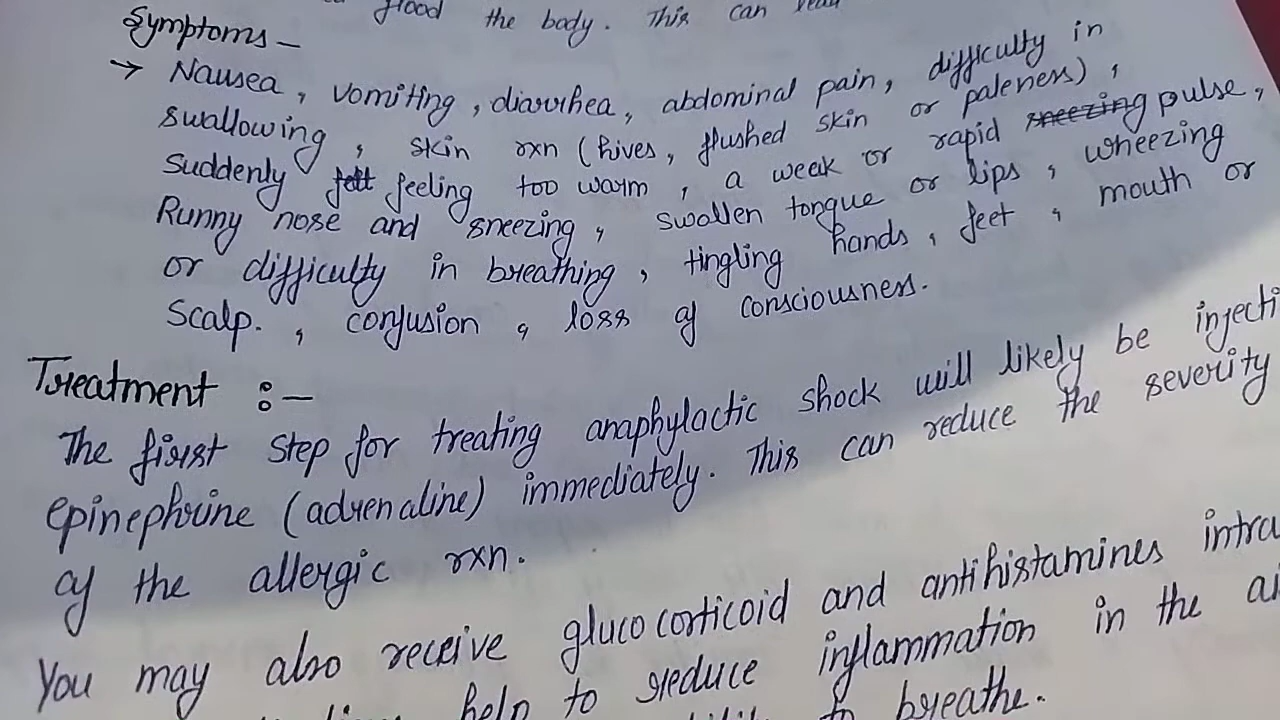 flood the body. This can lead
Symptoms –
→ Nausea, vomiting, diarrhea, abdominal pain, difficulty in
swallowing, skin rxn (hives, flushed skin or paleness),
Suddenly felt feeling too warm, a week or rapid sneezing pulse,
Runny nose and sneezing, swollen tongue or lips, wheezing
or difficulty in breathing, tingling hands, feet, mouth or
Scalp., confusion, loss of consciousness.
Treatment :–
The first step for treating anaphylactic shock will likely be injecti
epinephrine (adrenaline) immediately. This can reduce the severity
of the allergic rxn.
You may also receive glucocorticoid and antihistamines intra
help to reduce inflammation in the ai
to breathe.